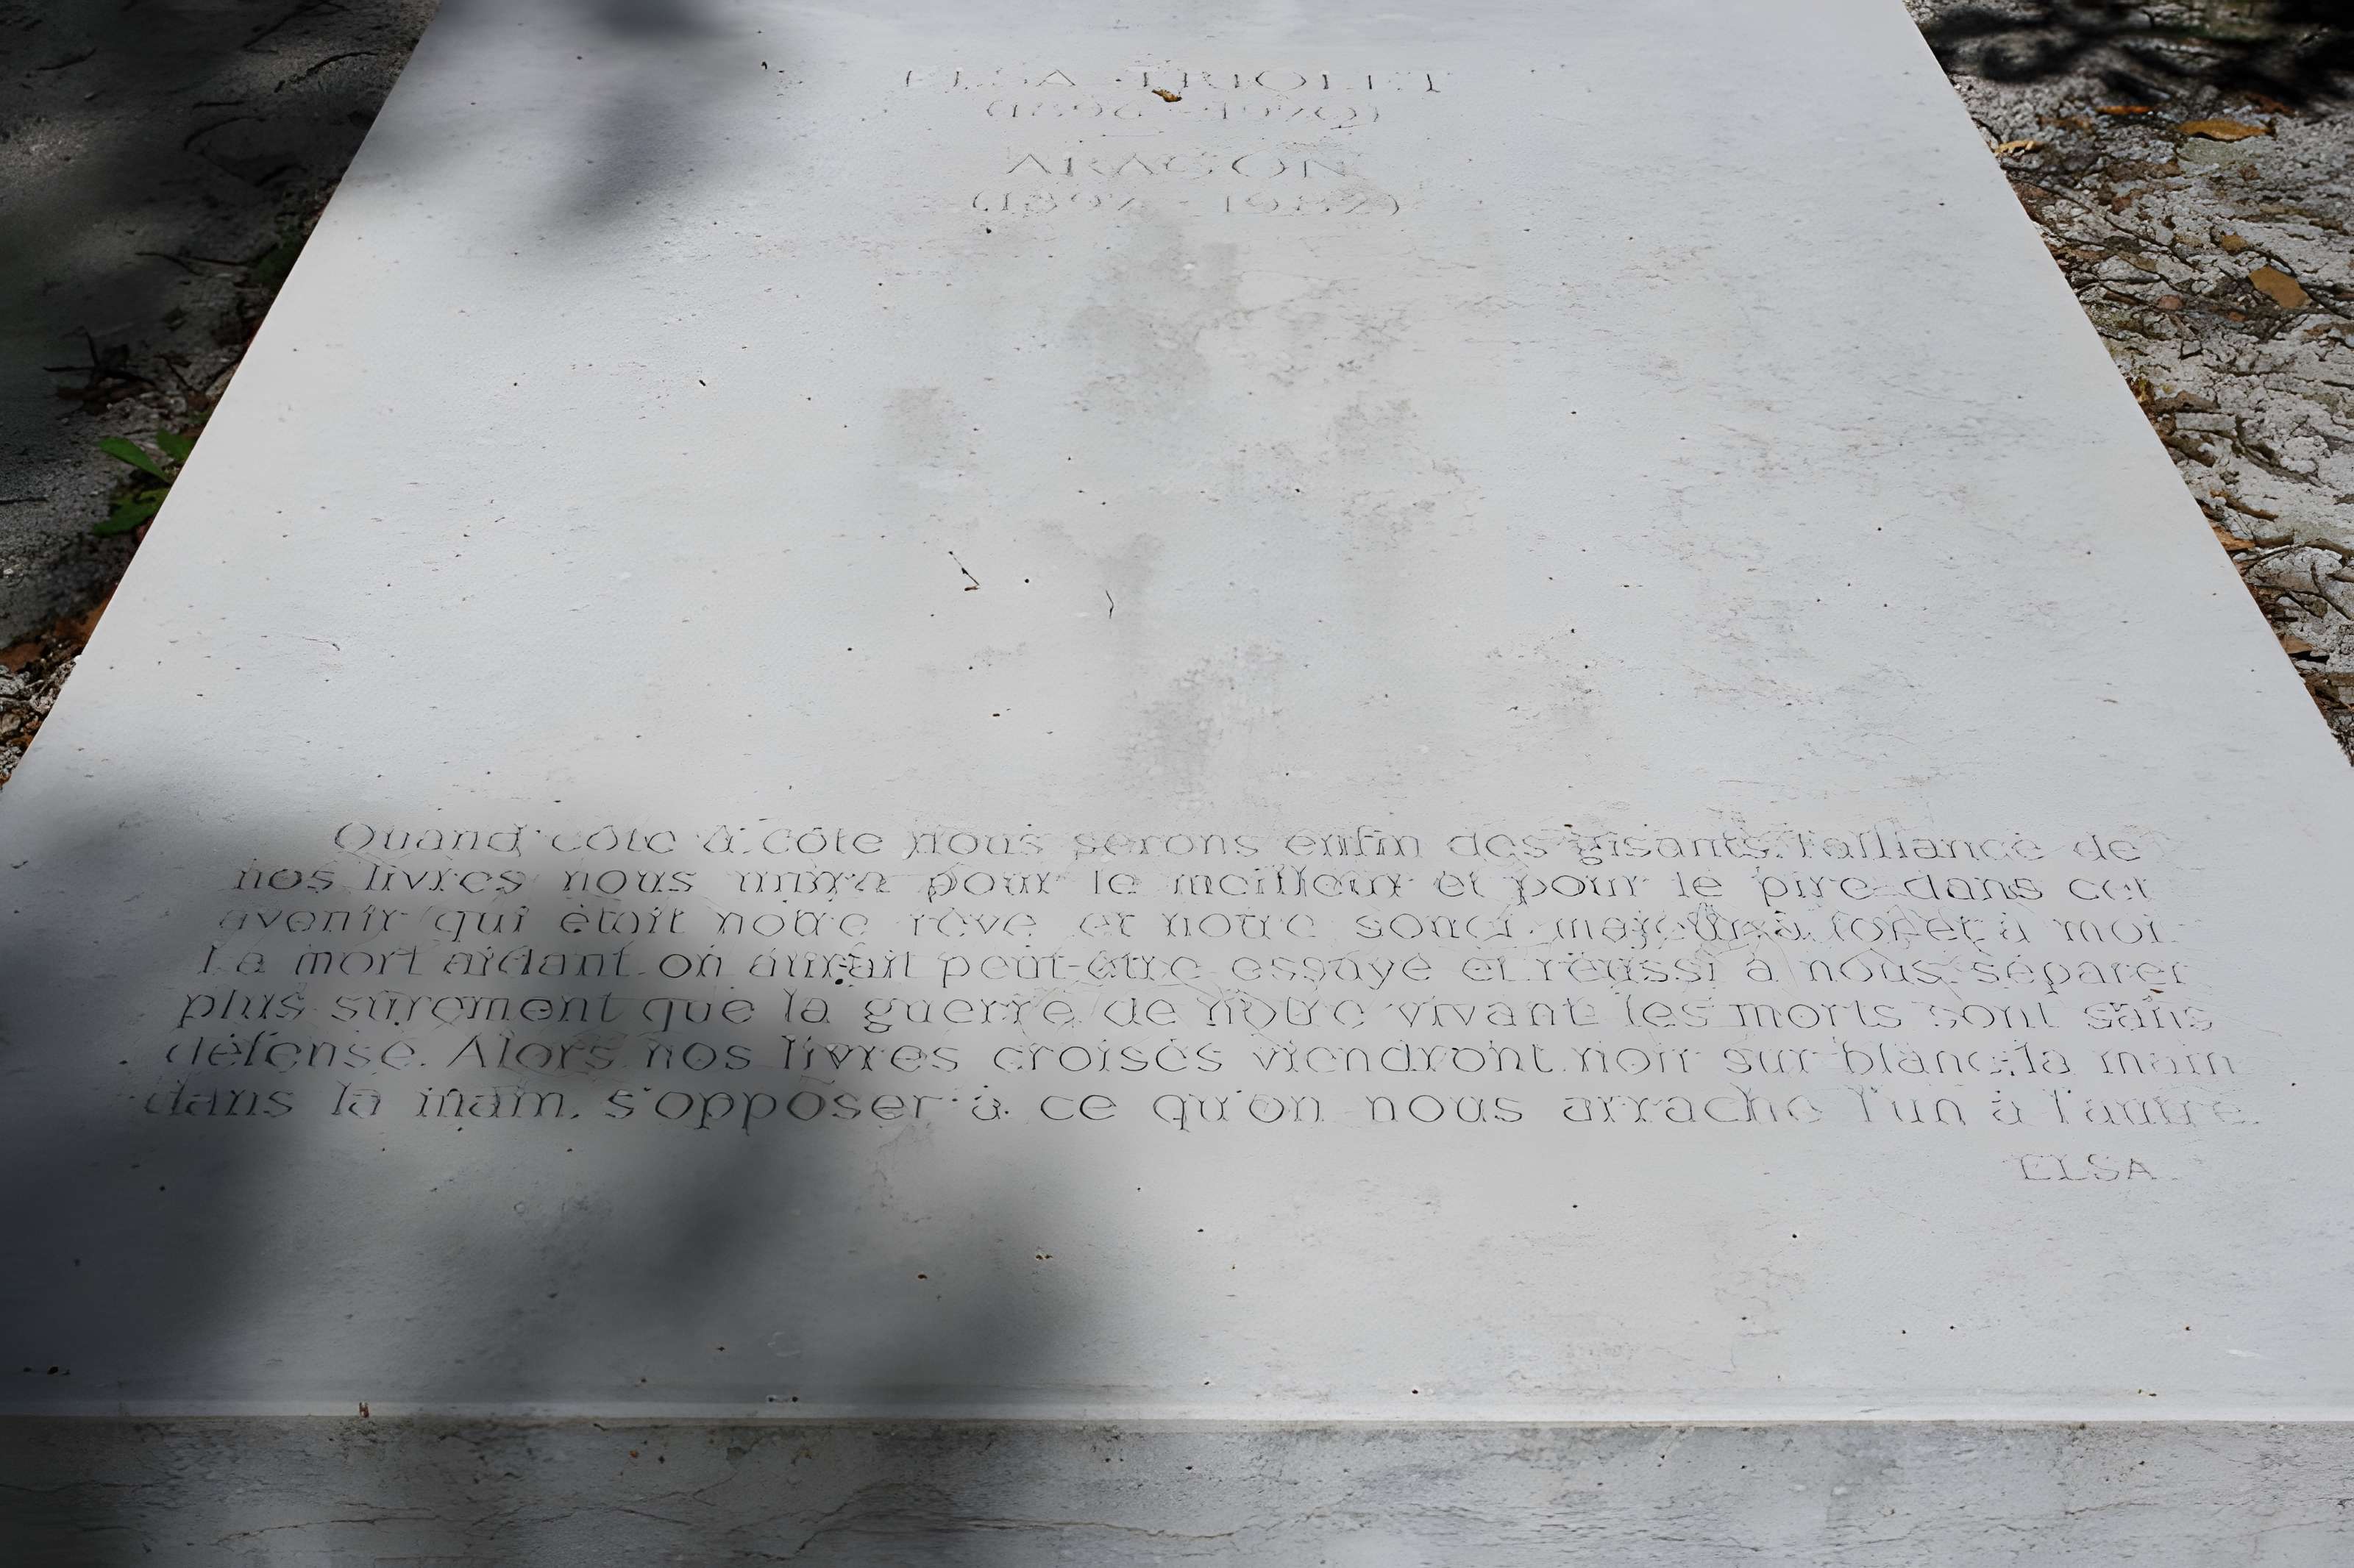 ELSA TRIOLET
(1896 - 1970)
ARAGON
(1897 - 1982)
Quand côte à côte nous serons enfin des gisants, l'alliance de
nos livres nous unira pour le meilleur et pour le pire dans cet
avenir qui était notre rêve et notre souci majeur à toi et à moi.
La mort aidant, on aurait peut-être essayé et réussi à nous séparer
plus sûrement que la guerre de notre vivant, les morts sont sans
défense. Alors nos livres croisés viendront, noir sur blanc, la main
dans la main, s'opposer à ce qu'on nous arrache l'un à l'autre.
ELSA